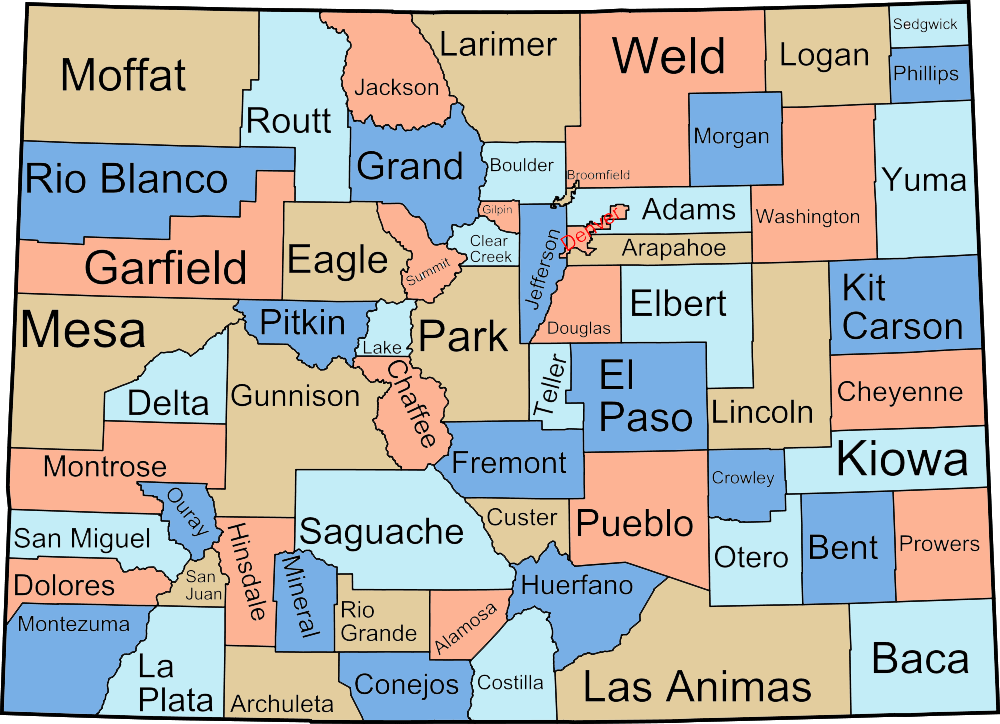 Sedgwick
Moffat
Larimer
Weld
Logan
Phillips
Jackson
Routt
Morgan
Rio Blanco
Grand
Boulder
Broomfield
Yuma
Gilpin
Adams
Washington
Denver
Clear
Creek
Jefferson
Arapahoe
Garfield
Eagle
Summit
Kit
Carson
Elbert
Mesa
Pitkin
Lake
Park
Douglas
Teller
El
Paso
Cheyenne
Delta
Gunnison
Chaffee
Lincoln
Kiowa
Montrose
Fremont
Crowley
Ouray
Custer
Pueblo
San Miguel
Saguache
Hinsdale
Otero
Bent
Prowers
Dolores
San
Juan
Mineral
Huerfano
Montezuma
Rio
Grande
Alamosa
La
Plata
Archuleta
Conejos
Costilla
Las Animas
Baca